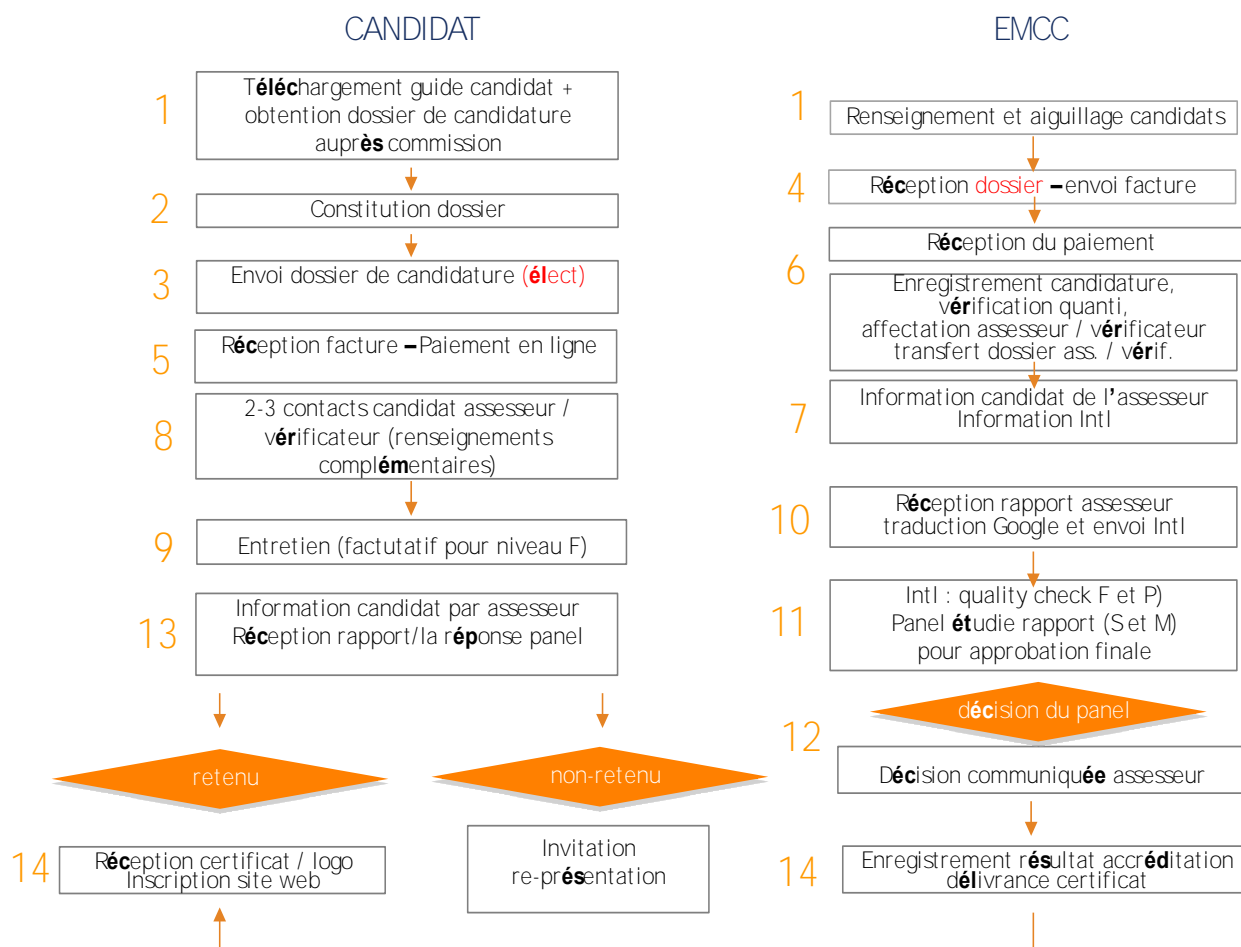 CANDIDAT
1
Téléchargement guide candidat +
obtention dossier de candidature
auprès commission
2
Constitution dossier
3
Envoi dossier de candidature (élect)
5
Réception facture – Paiement en ligne
8
2-3 contacts candidat assesseur /
vérificateur (renseignements
complémentaires)
9
Entretien (factutatif pour niveau F)
13
Information candidat par assesseur
Réception rapport/la réponse panel
retenu
non-retenu
14
Réception certificat / logo
Inscription site web
Invitation
re-présentation
EMCC
1
Renseignement et aiguillage candidats
4
Réception dossier – envoi facture
6
Réception du paiement
Enregistrement candidature,
vérification quanti,
affectation assesseur / vérificateur
transfert dossier ass. / vérif.
7
Information candidat de l'assesseur
Information Intl
10
Réception rapport assesseur
traduction Google et envoi Intl
11
Intl : quality check F et P)
Panel étudie rapport (S et M)
pour approbation finale
décision du panel
12
Décision communiquée assesseur
14
Enregistrement résultat accréditation
délivrance certificat